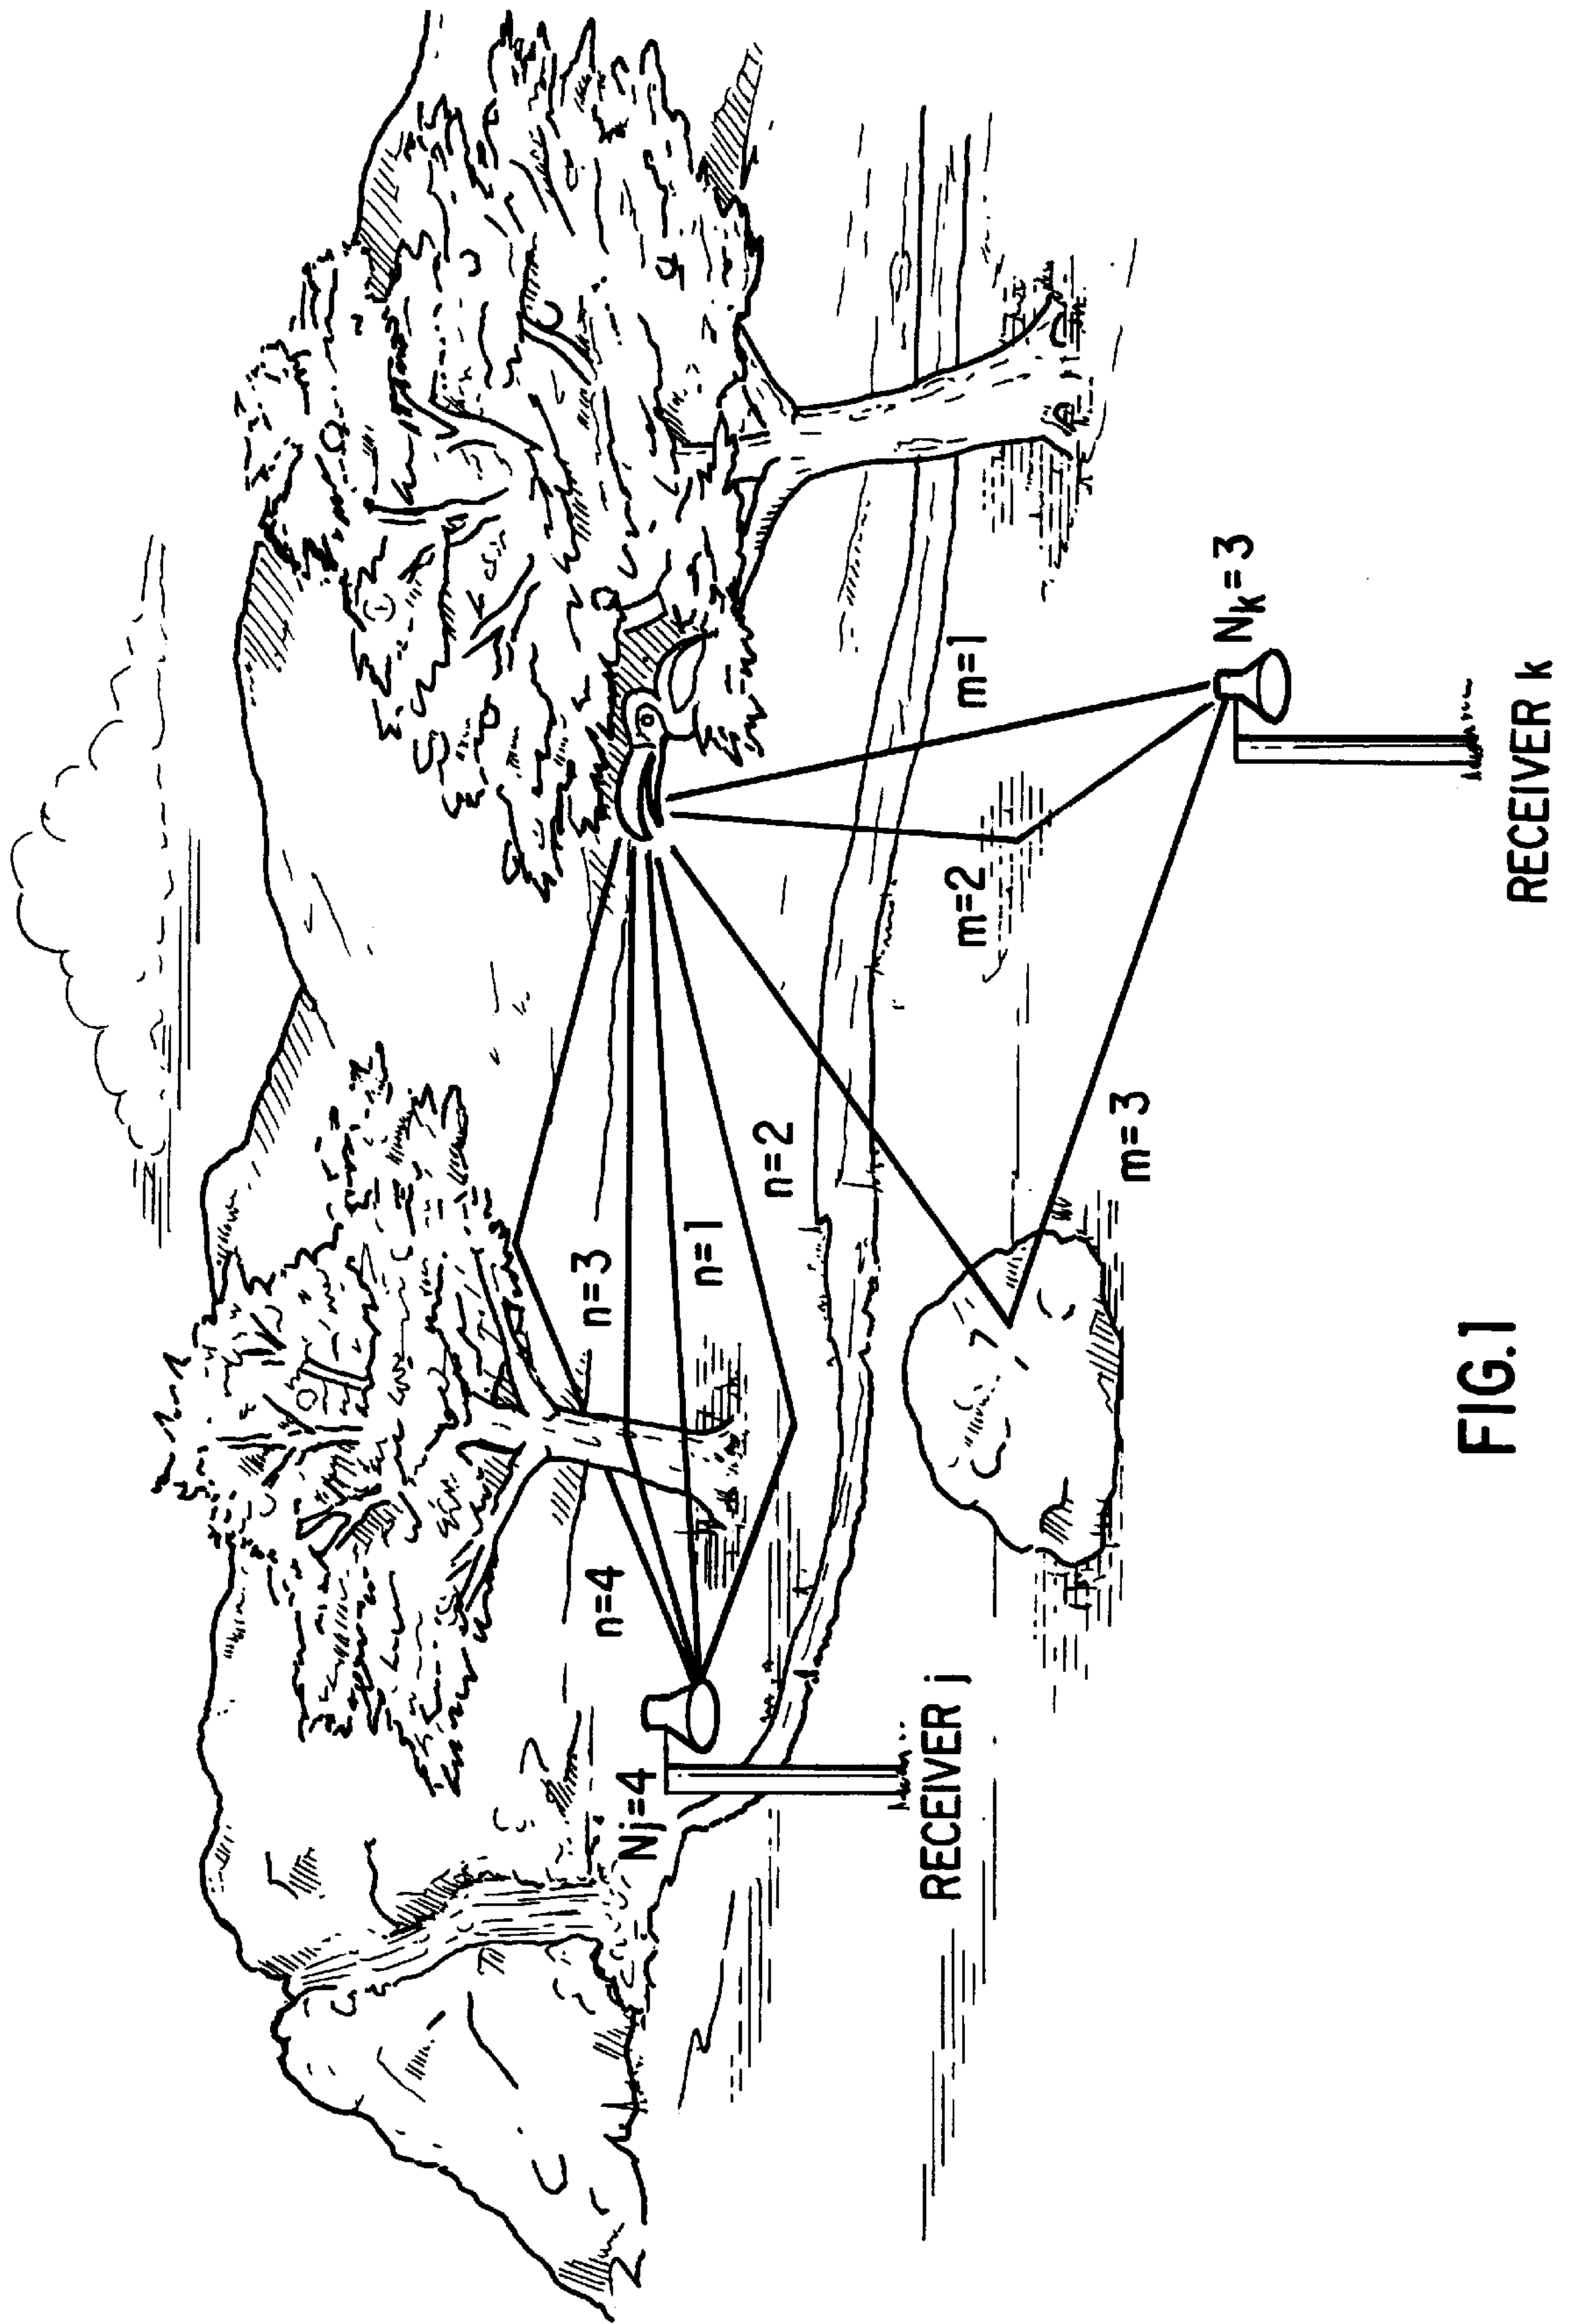 n=4
n=3
n=1
n=2
Nj=4
RECEIVER j
m=1
m=2
m=3
Nk=3
RECEIVER k
FIG.1